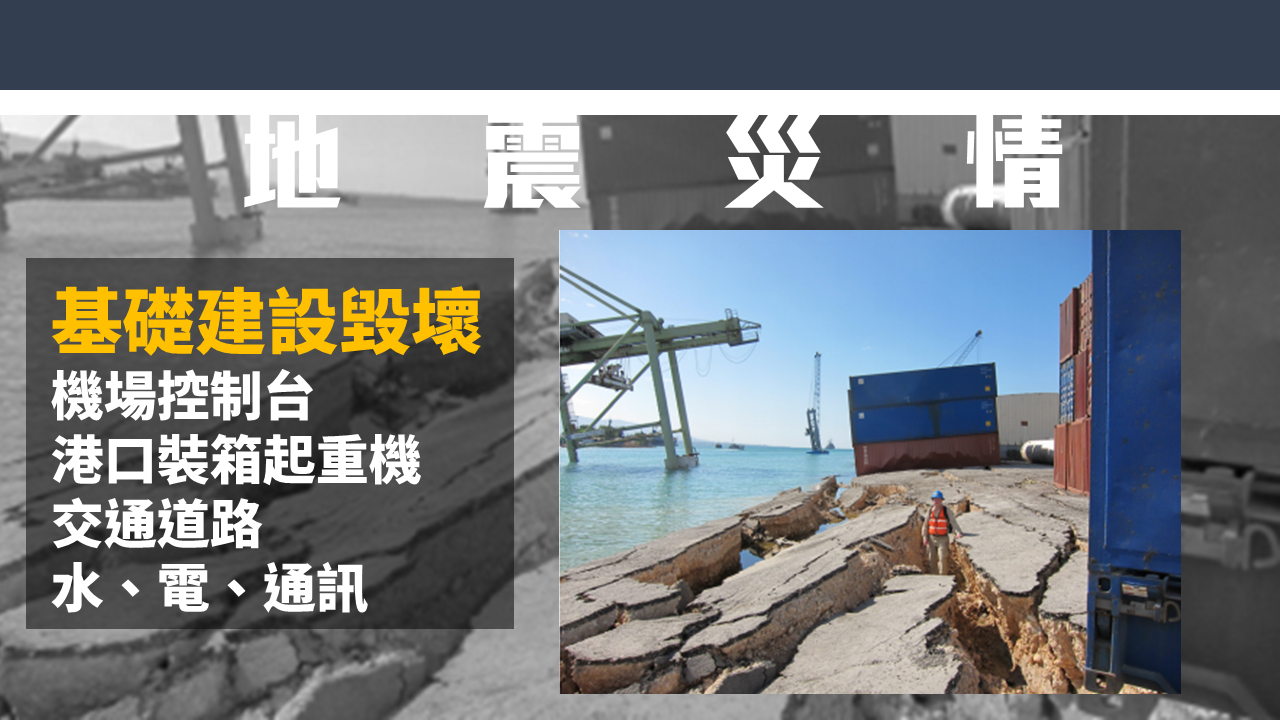 地震災情
基礎建設毀壞
機場控制台
港口裝箱起重機
交通道路
水、電、通訊